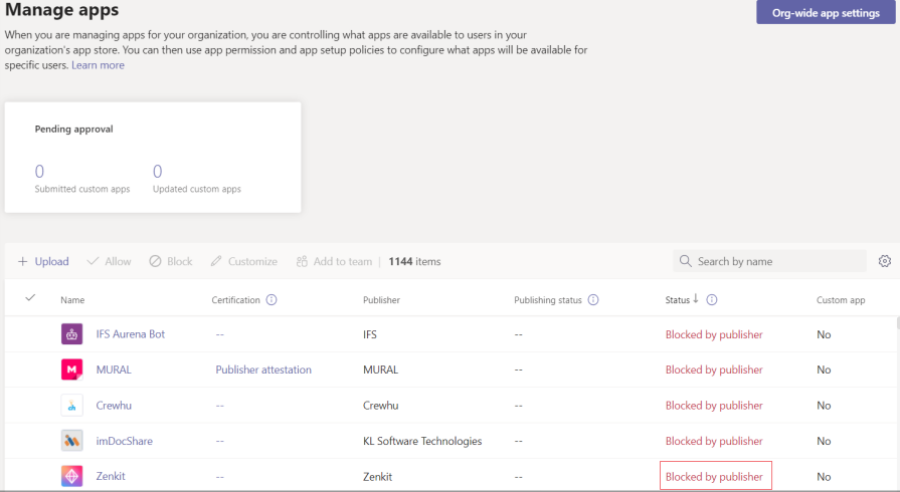 Manage apps
Org-wide app settings
When you are managing apps for your organization, you are controlling what apps are available to users in your
organization's app store. You can then use app permission and app setup policies to configure what apps will be available for
specific users. Learn more
Pending approval
0 0
Submitted custom apps Updated custom apps
+ Upload Allow Block Customize Add to team | 1144 items Search by name
Name Certification Publisher Publishing status Status ↓ Custom app
IFS Aurena Bot -- IFS -- Blocked by publisher No
M MURAL Publisher attestation MURAL -- Blocked by publisher No
Crewhu -- Crewhu -- Blocked by publisher No
imDocShare -- KL Software Technologies -- Blocked by publisher No
Zenkit -- Zenkit -- Blocked by publisher No